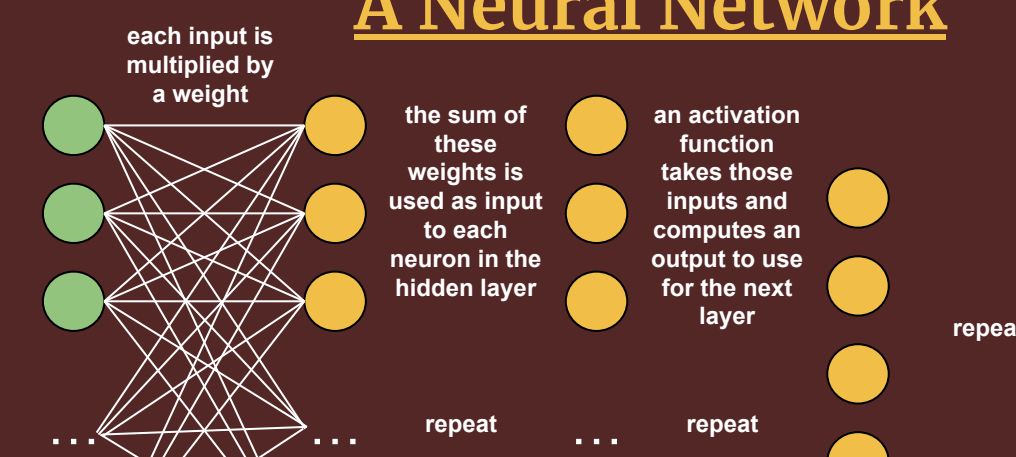 A Neural Network
each input is
multiplied by
a weight
the sum of
these
weights is
used as input
to each
neuron in the
hidden layer
an activation
function
takes those
inputs and
computes an
output to use
for the next
layer
repea
... ... repeat ... repeat